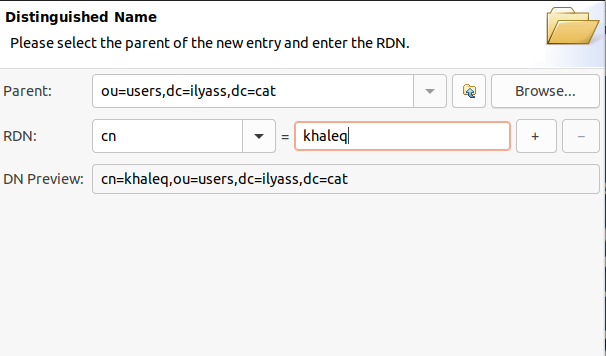 Distinguished Name
Please select the parent of the new entry and enter the RDN.
Parent: ou=users,dc=ilyass,dc=cat Browse...
RDN: cn = khaleq + −
DN Preview: cn=khaleq,ou=users,dc=ilyass,dc=cat